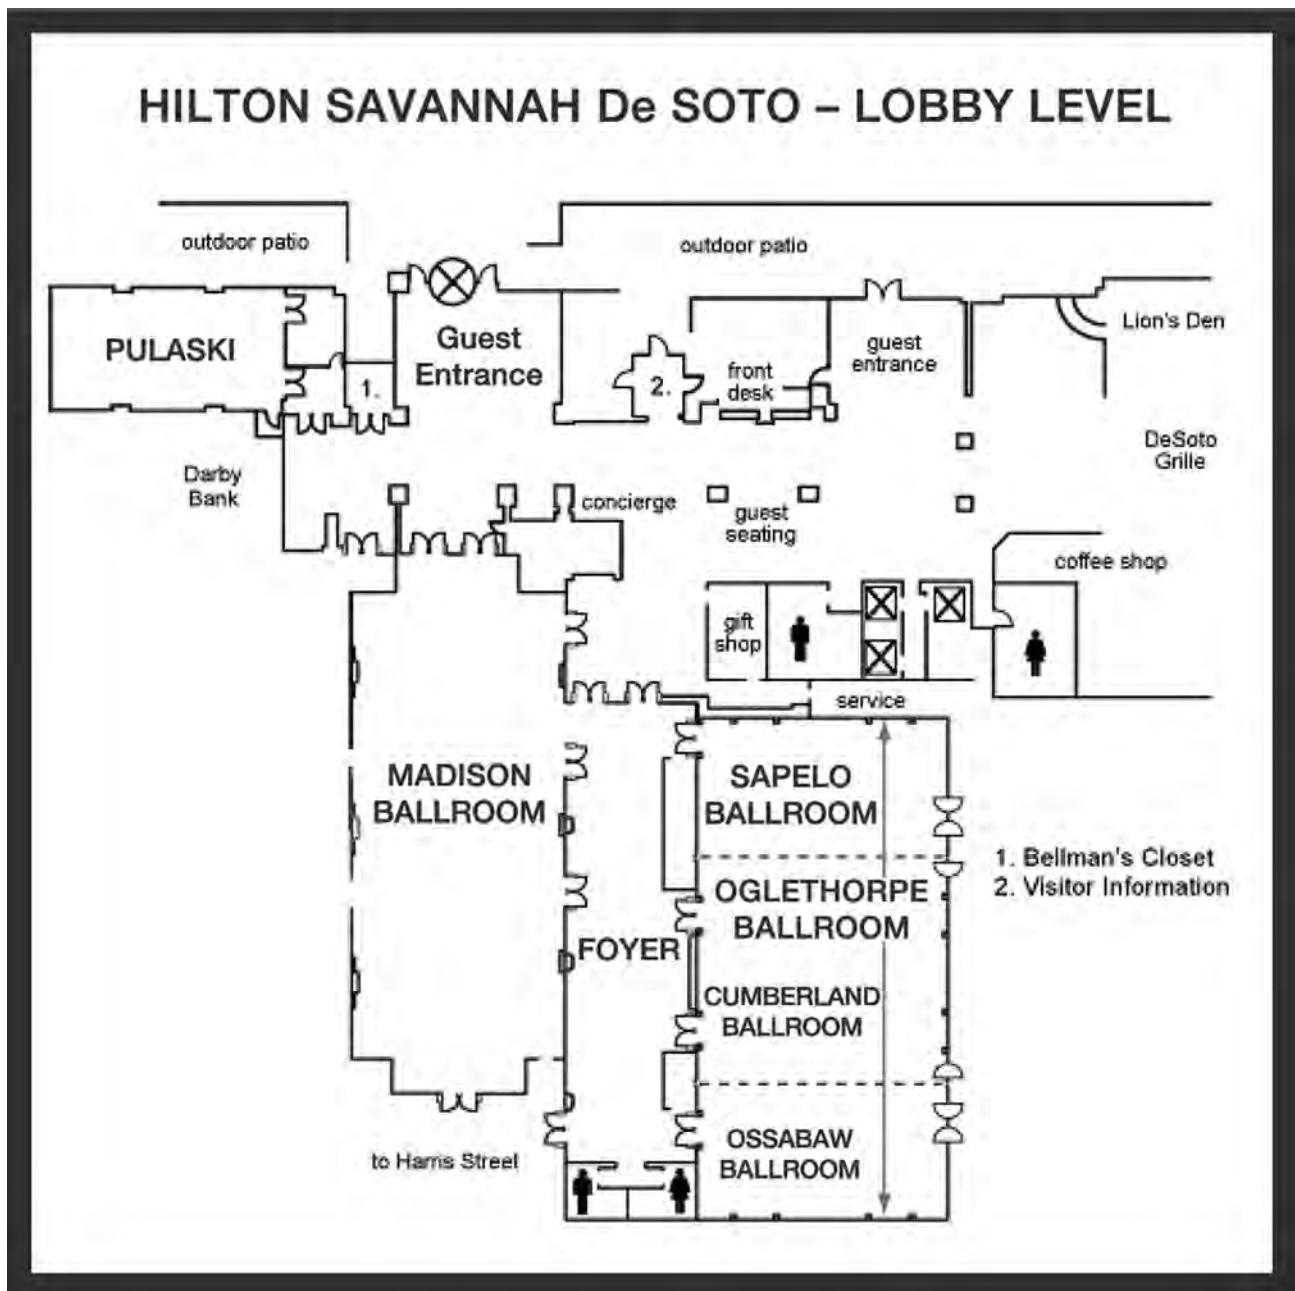 HILTON SAVANNAH De SOTO – LOBBY LEVEL
outdoor patio
outdoor patio
PULASKI
Guest
Entrance
1.
2.
front
desk
guest
entrance
Lion's Den
DeSoto
Grille
Darby
Bank
concierge
guest
seating
coffee shop
gift
shop
service
MADISON
BALLROOM
SAPELO
BALLROOM
OGLETHORPE
BALLROOM
FOYER
CUMBERLAND
BALLROOM
OSSABAW
BALLROOM
1. Bellman's Closet
2. Visitor Information
to Harris Street